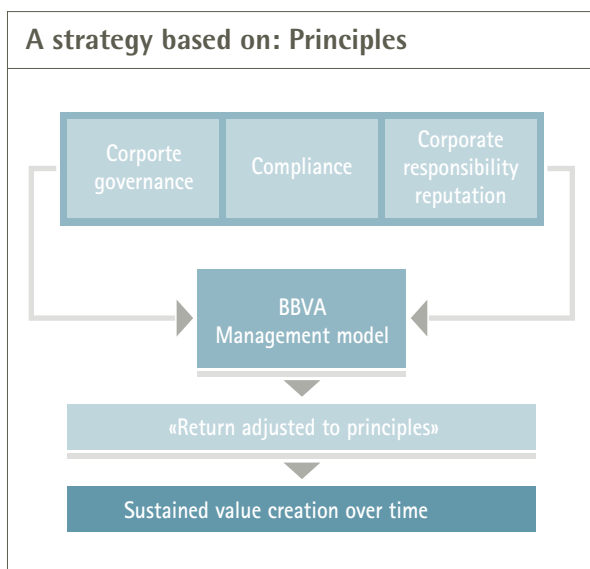 A strategy based on: Principles
Corporte
governance
Compliance
Corporate
responsibility
reputation
BBVA
Management model
«Return adjusted to principles»
Sustained value creation over time